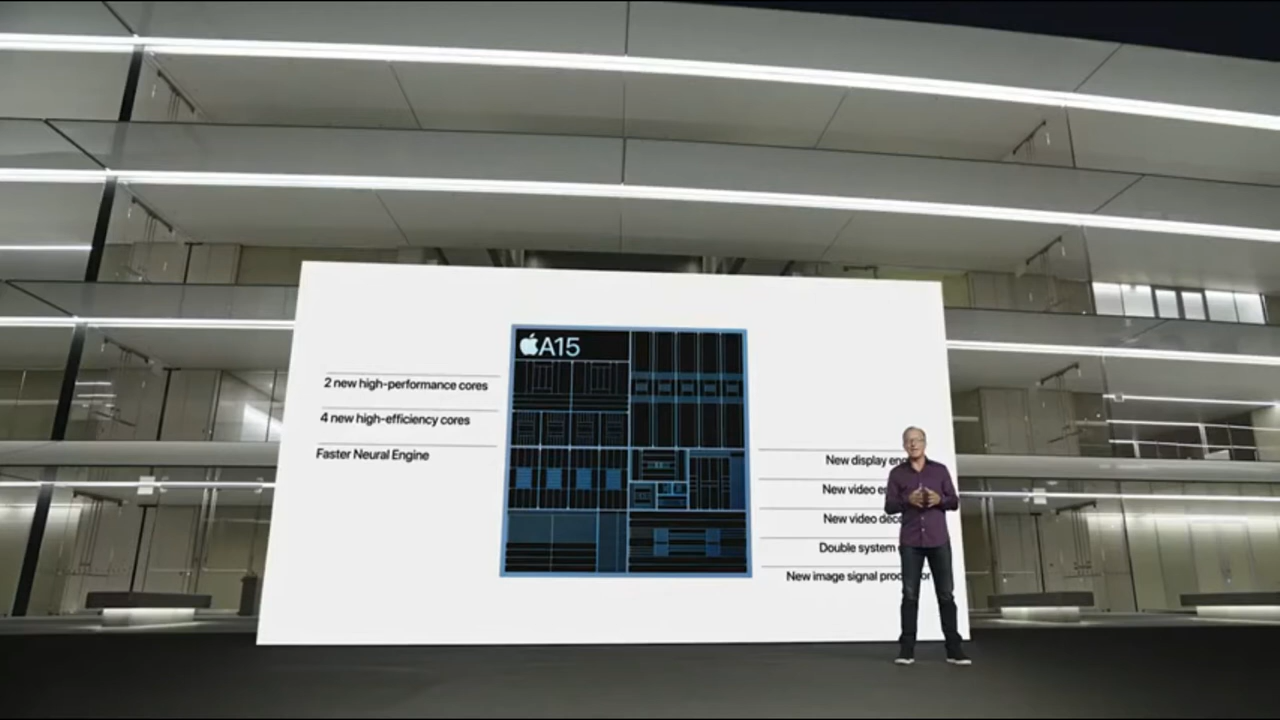 A15
2 new high-performance cores
4 new high-efficiency cores
Faster Neural Engine
New display
New video
New video
Double system
New image signal